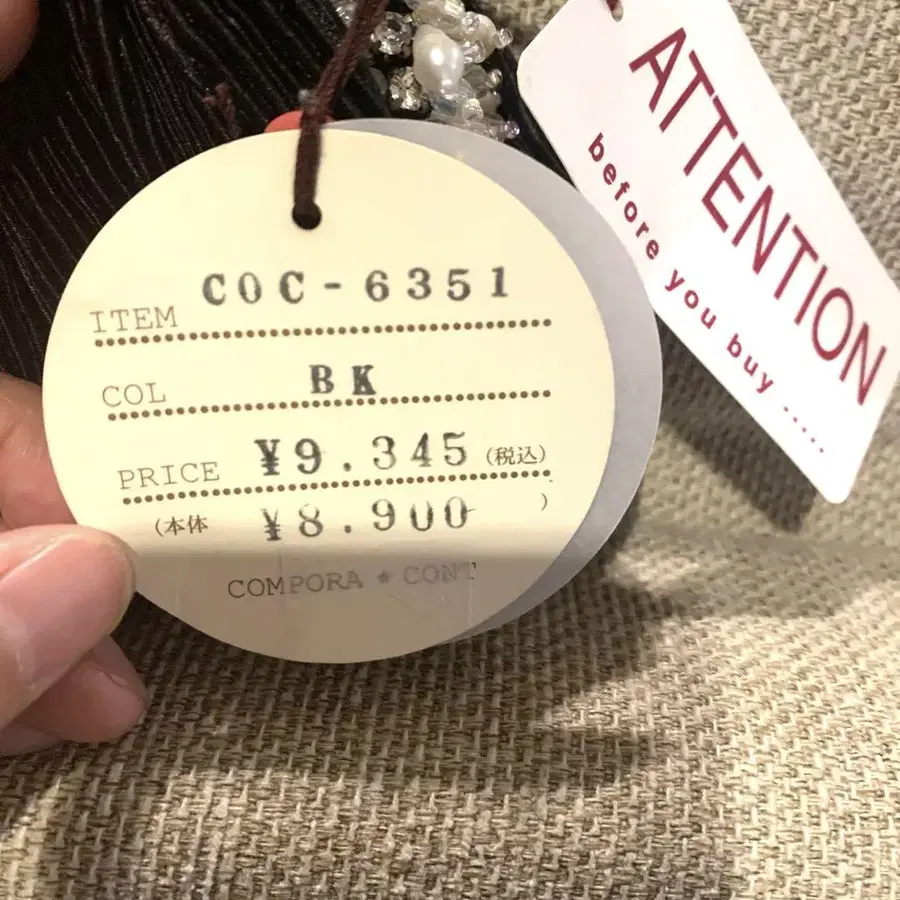 ITEM COC-6351
COL BK
PRICE ¥9.345 (税込)
(本体 ¥8.900 )
COMPORA ★ CONT
ATTENTION
before you buy .....